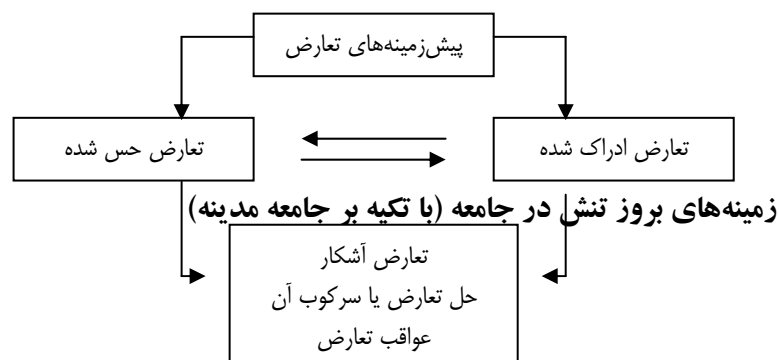 پیش‌زمینه‌های تعارض
تعارض ادراک شده
تعارض حس شده
زمینه‌های بروز تنش در جامعه (با تکیه بر جامعه مدینه)
تعارض آشکار
حل تعارض یا سرکوب آن
عواقب تعارض